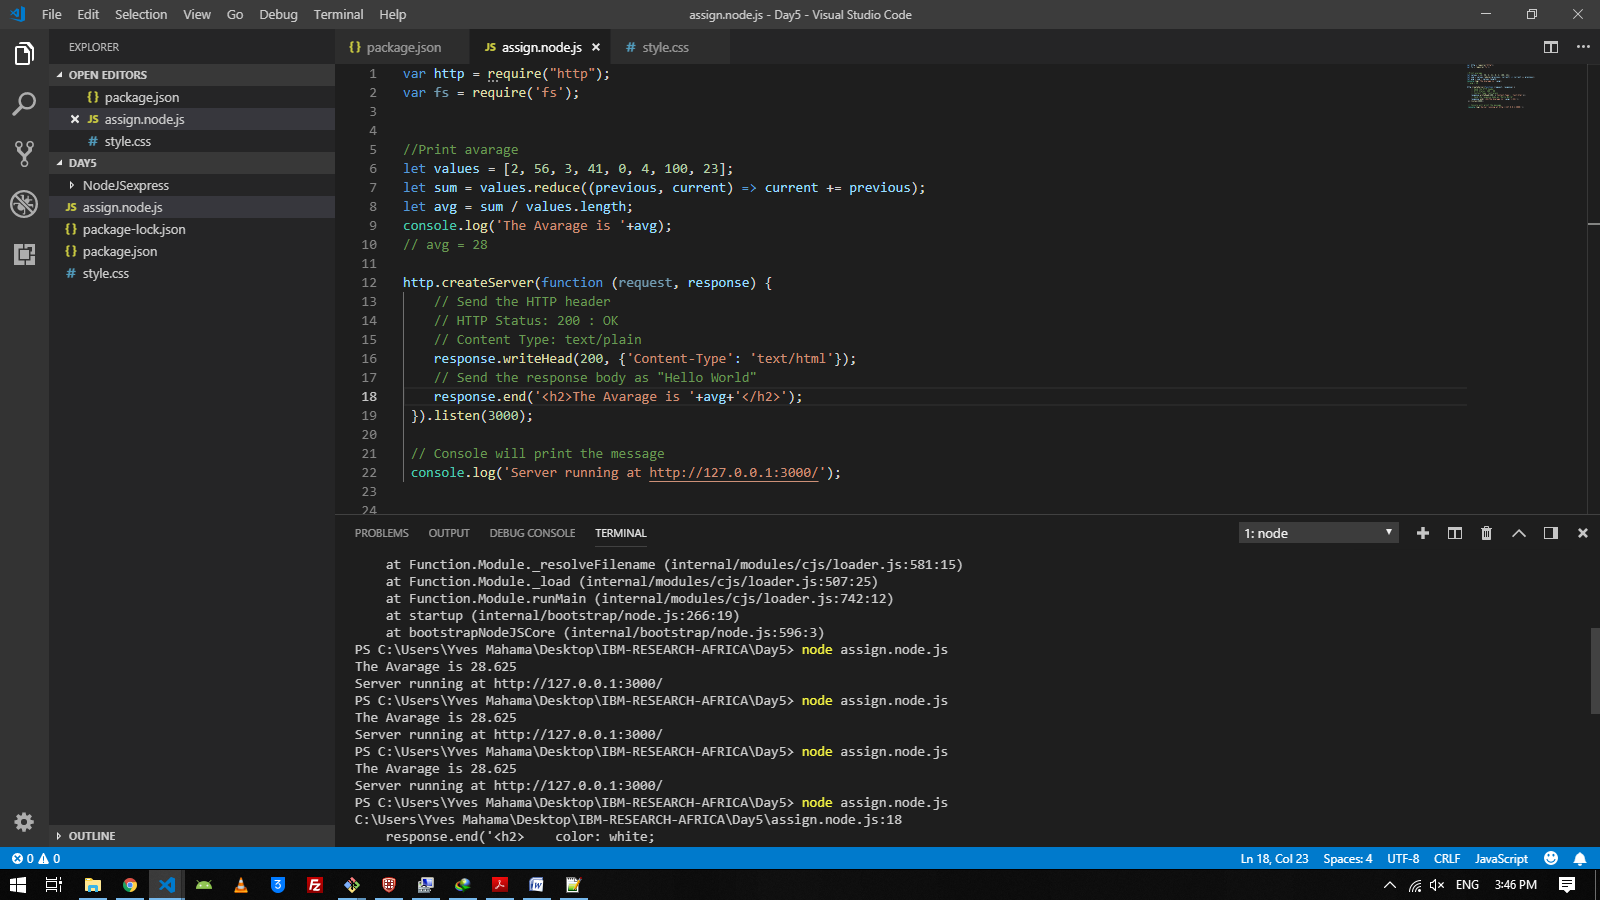 File Edit Selection View Go Debug Terminal Help
assign.node.js - Day5 - Visual Studio Code
EXPLORER
OPEN EDITORS
{} package.json
JS assign.node.js
# style.css
DAY5
NodeJSexpress
JS assign.node.js
{} package-lock.json
{} package.json
# style.css
OUTLINE
{} package.json
JS assign.node.js
# style.css
1 var http = require("http");
2 var fs = require('fs');
3
4
5 //Print avarage
6 let values = [2, 56, 3, 41, 0, 4, 100, 23];
7 let sum = values.reduce((previous, current) => current += previous);
8 let avg = sum / values.length;
9 console.log('The Avarage is '+avg);
10 // avg = 28
11
12 http.createServer(function (request, response) {
13 // Send the HTTP header
14 // HTTP Status: 200 : OK
15 // Content Type: text/plain
16 response.writeHead(200, {'Content-Type': 'text/html'});
17 // Send the response body as "Hello World"
18 response.end('<h2>The Avarage is '+avg+'</h2>');
19 }).listen(3000);
20
21 // Console will print the message
22 console.log('Server running at http://127.0.0.1:3000/');
23
24
PROBLEMS OUTPUT DEBUG CONSOLE TERMINAL
1: node
at Function.Module._resolveFilename (internal/modules/cjs/loader.js:581:15)
at Function.Module._load (internal/modules/cjs/loader.js:507:25)
at Function.Module.runMain (internal/modules/cjs/loader.js:742:12)
at startup (internal/bootstrap/node.js:266:19)
at bootstrapNodeJSCore (internal/bootstrap/node.js:596:3)
PS C:\Users\Yves Mahama\Desktop\IBM-RESEARCH-AFRICA\Day5> node assign.node.js
The Avarage is 28.625
Server running at http://127.0.0.1:3000/
PS C:\Users\Yves Mahama\Desktop\IBM-RESEARCH-AFRICA\Day5> node assign.node.js
The Avarage is 28.625
Server running at http://127.0.0.1:3000/
PS C:\Users\Yves Mahama\Desktop\IBM-RESEARCH-AFRICA\Day5> node assign.node.js
The Avarage is 28.625
Server running at http://127.0.0.1:3000/
PS C:\Users\Yves Mahama\Desktop\IBM-RESEARCH-AFRICA\Day5> node assign.node.js
C:\Users\Yves Mahama\Desktop\IBM-RESEARCH-AFRICA\Day5\assign.node.js:18
response.end('<h2> color: white;
0 0
Ln 18, Col 23 Spaces: 4 UTF-8 CRLF JavaScript
ENG 3:46 PM